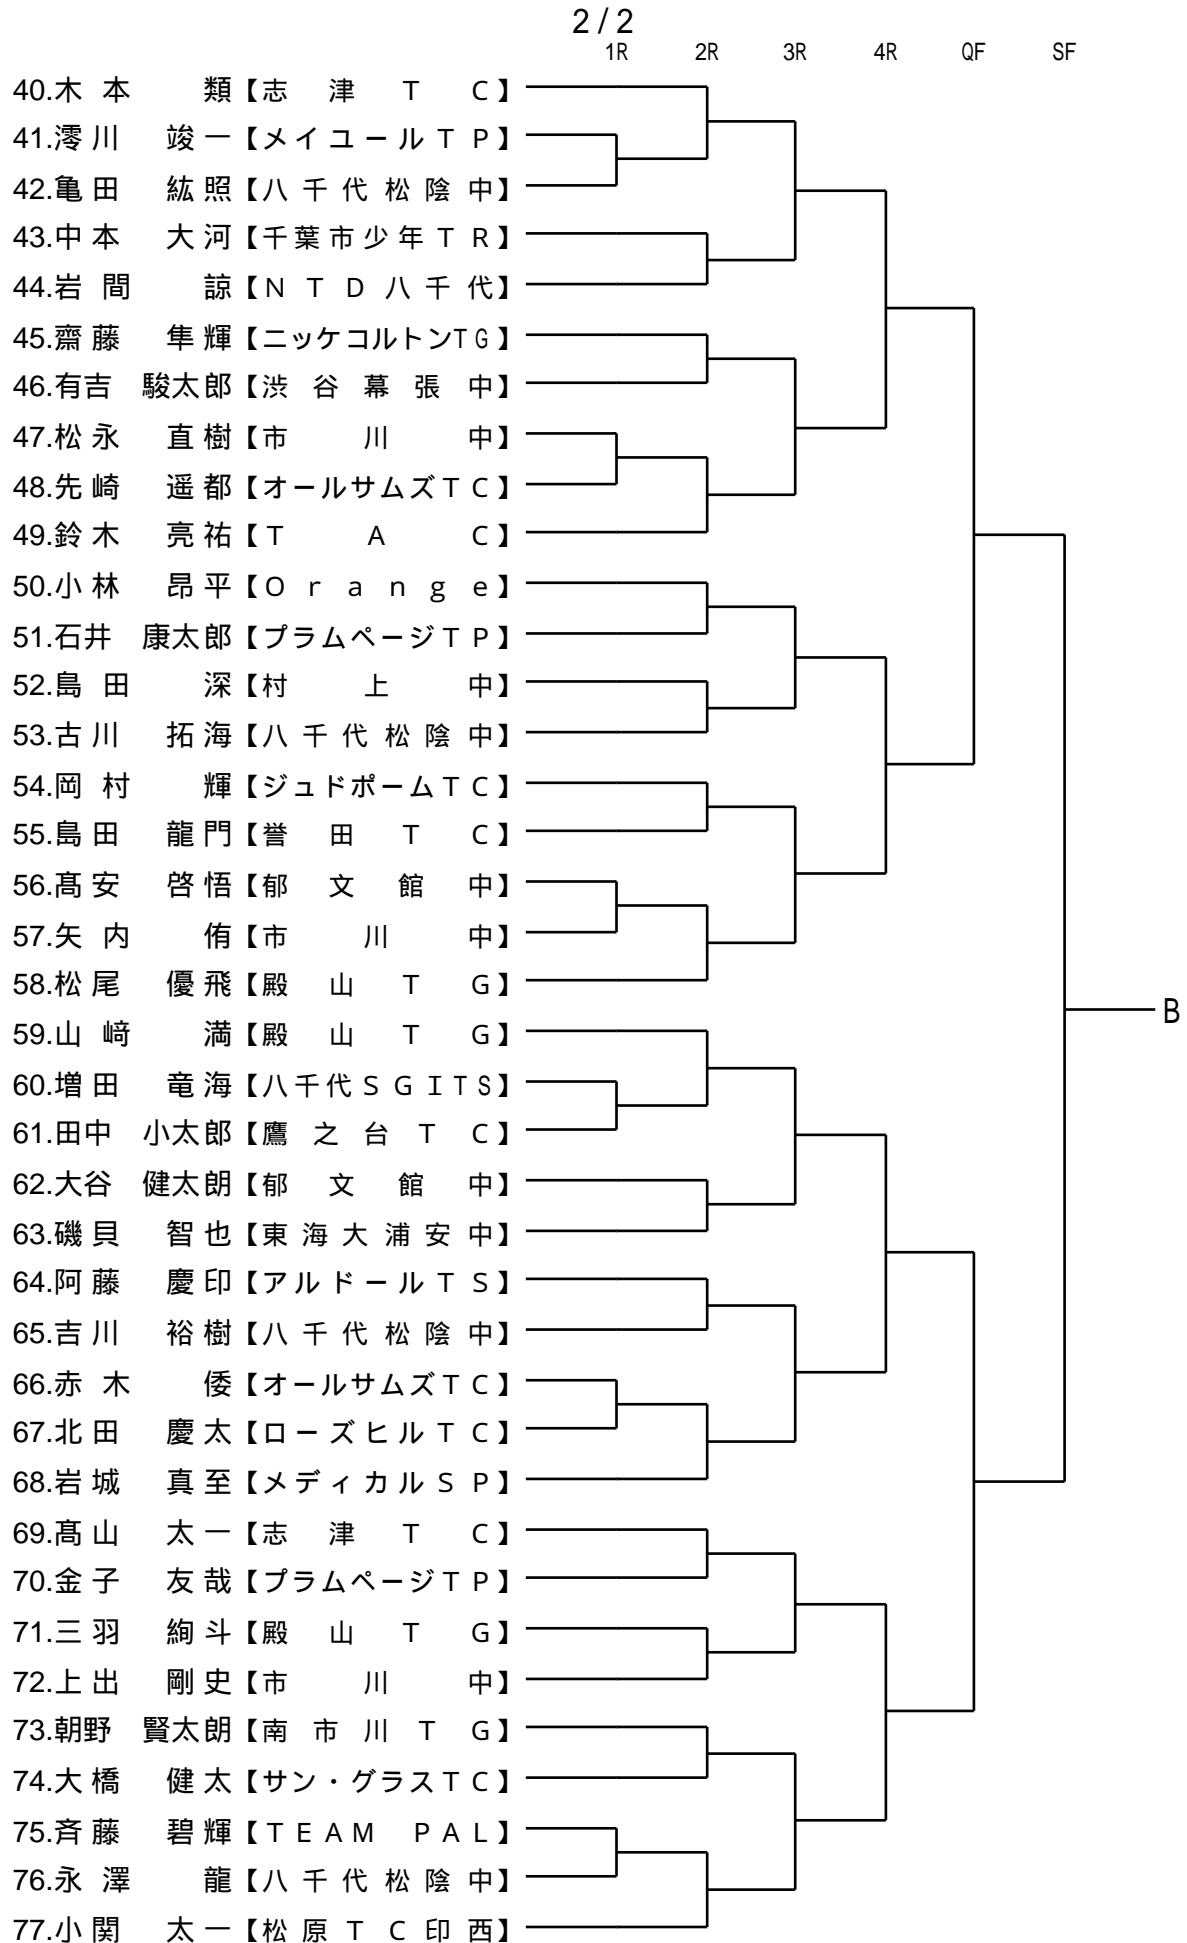 2 / 2
1R 2R 3R 4R QF SF
40.木本 類【志津TC】
41.澪川 竣一【メイユールTP】
42.亀田 紘照【八千代松陰中】
43.中本 大河【千葉市少年TR】
44.岩間 諒【NTD八千代】
45.齋藤 隼輝【ニッケコルトンTG】
46.有吉 駿太郎【渋谷幕張中】
47.松永 直樹【市川中】
48.先崎 遥都【オールサムズTC】
49.鈴木 亮祐【TAC】
50.小林 昂平【Orange】
51.石井 康太郎【プラムページTP】
52.島田 深【村上中】
53.古川 拓海【八千代松陰中】
54.岡村 輝【ジュドポームTC】
55.島田 龍門【誉田TC】
56.髙安 啓悟【郁文館中】
57.矢内 侑【市川中】
58.松尾 優飛【殿山TG】
B
59.山﨑 満【殿山TG】
60.増田 竜海【八千代SGITS】
61.田中 小太郎【鷹之台TC】
62.大谷 健太朗【郁文館中】
63.磯貝 智也【東海大浦安中】
64.阿藤 慶印【アルドールTS】
65.吉川 裕樹【八千代松陰中】
66.赤木 倭【オールサムズTC】
67.北田 慶太【ローズヒルTC】
68.岩城 真至【メディカルSP】
69.髙山 太一【志津TC】
70.金子 友哉【プラムページTP】
71.三羽 絢斗【殿山TG】
72.上出 剛史【市川中】
73.朝野 賢太朗【南市川TG】
74.大橋 健太【サン・グラスTC】
75.斉藤 碧輝【TEAM PAL】
76.永澤 龍【八千代松陰中】
77.小関 太一【松原TC印西】